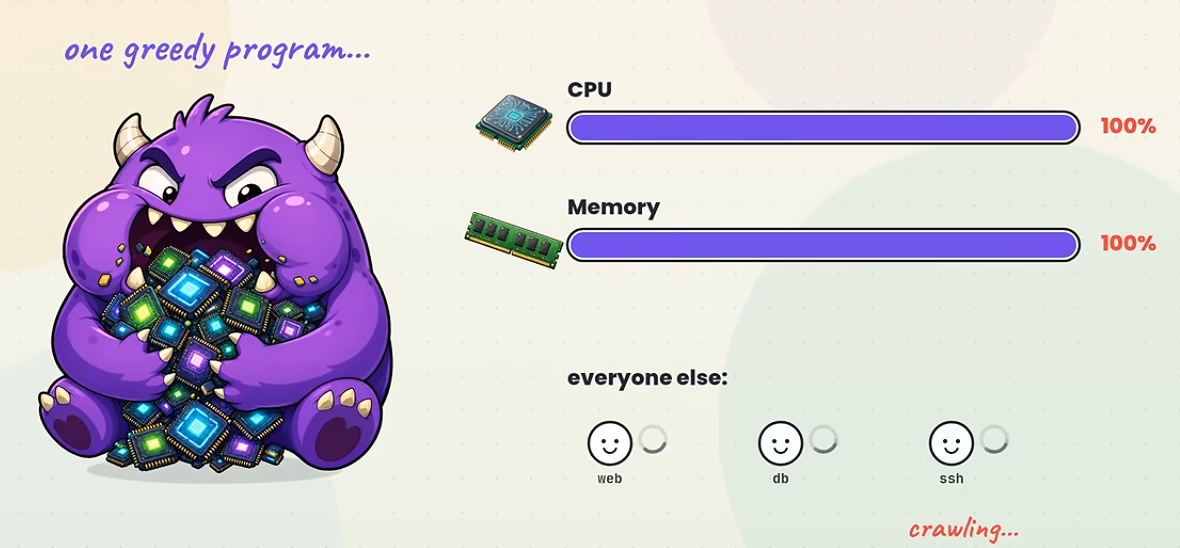 one greedy program...
CPU
100%
Memory
100%
everyone else:
web db ssh
crawling...